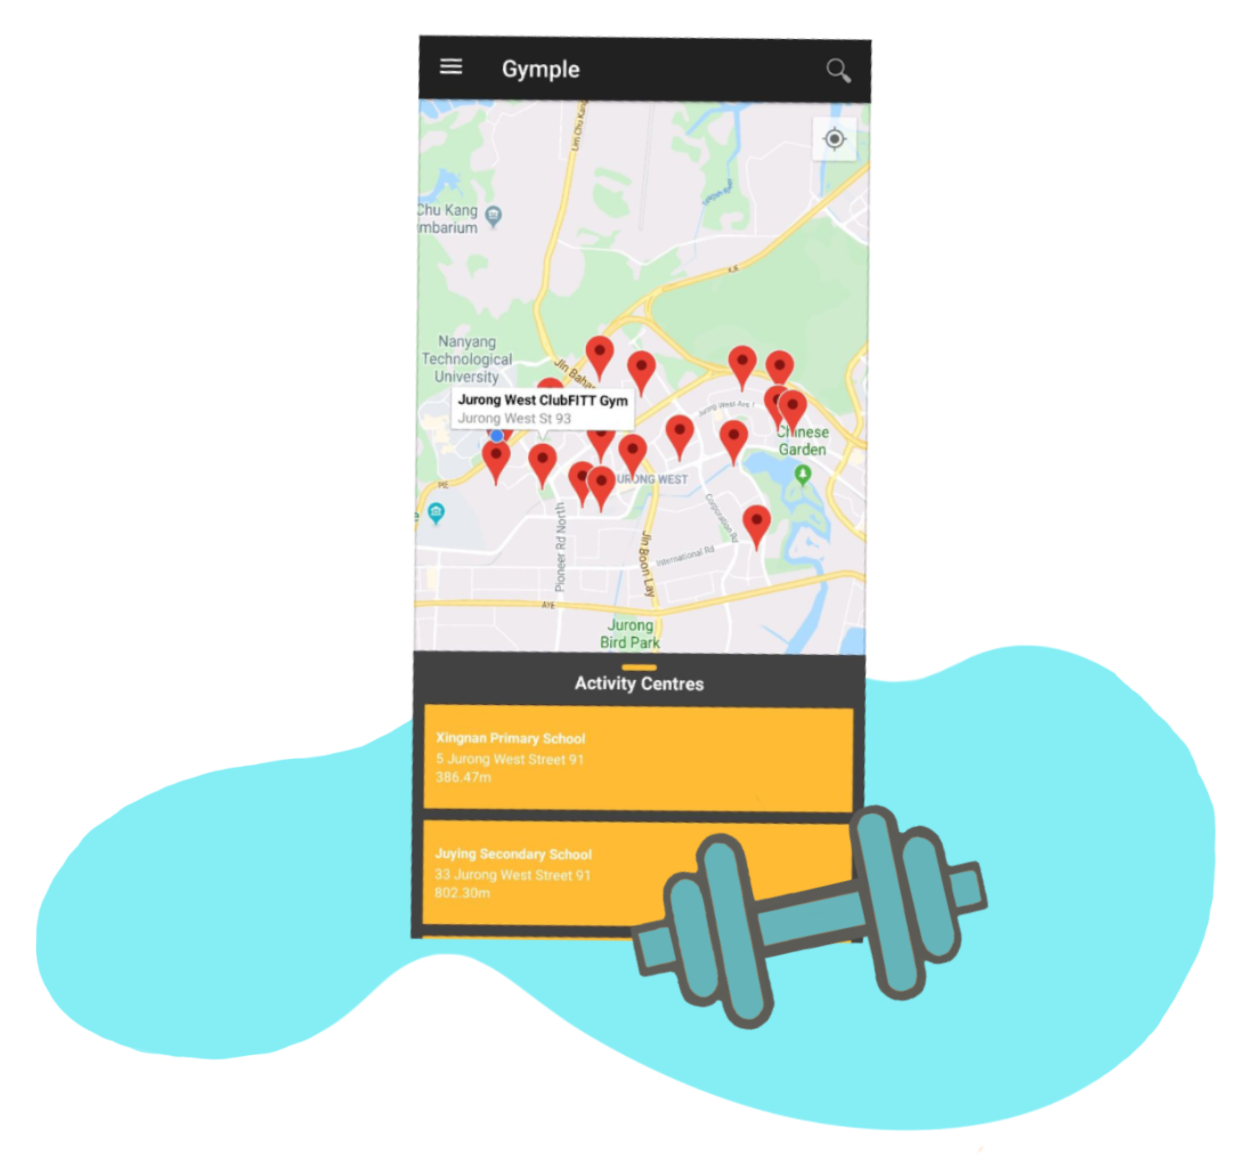 Gymple
Lim Chu Kang
Chu Kang
mbarium
KJE
Nanyang
Technological
University
Jln Bahar
Jurong West ClubFITT Gym
Jurong West St 93
Jurong West Ave 1
Chinese
Garden
URONG WEST
PIE
Corporation Rd
Pioneer Rd North
Jln Boon Lay
International Rd
AYE
Jurong
Bird Park
Activity Centres
Xingnan Primary School
5 Jurong West Street 91
386.47m
Juying Secondary School
33 Jurong West Street 91
802.30m